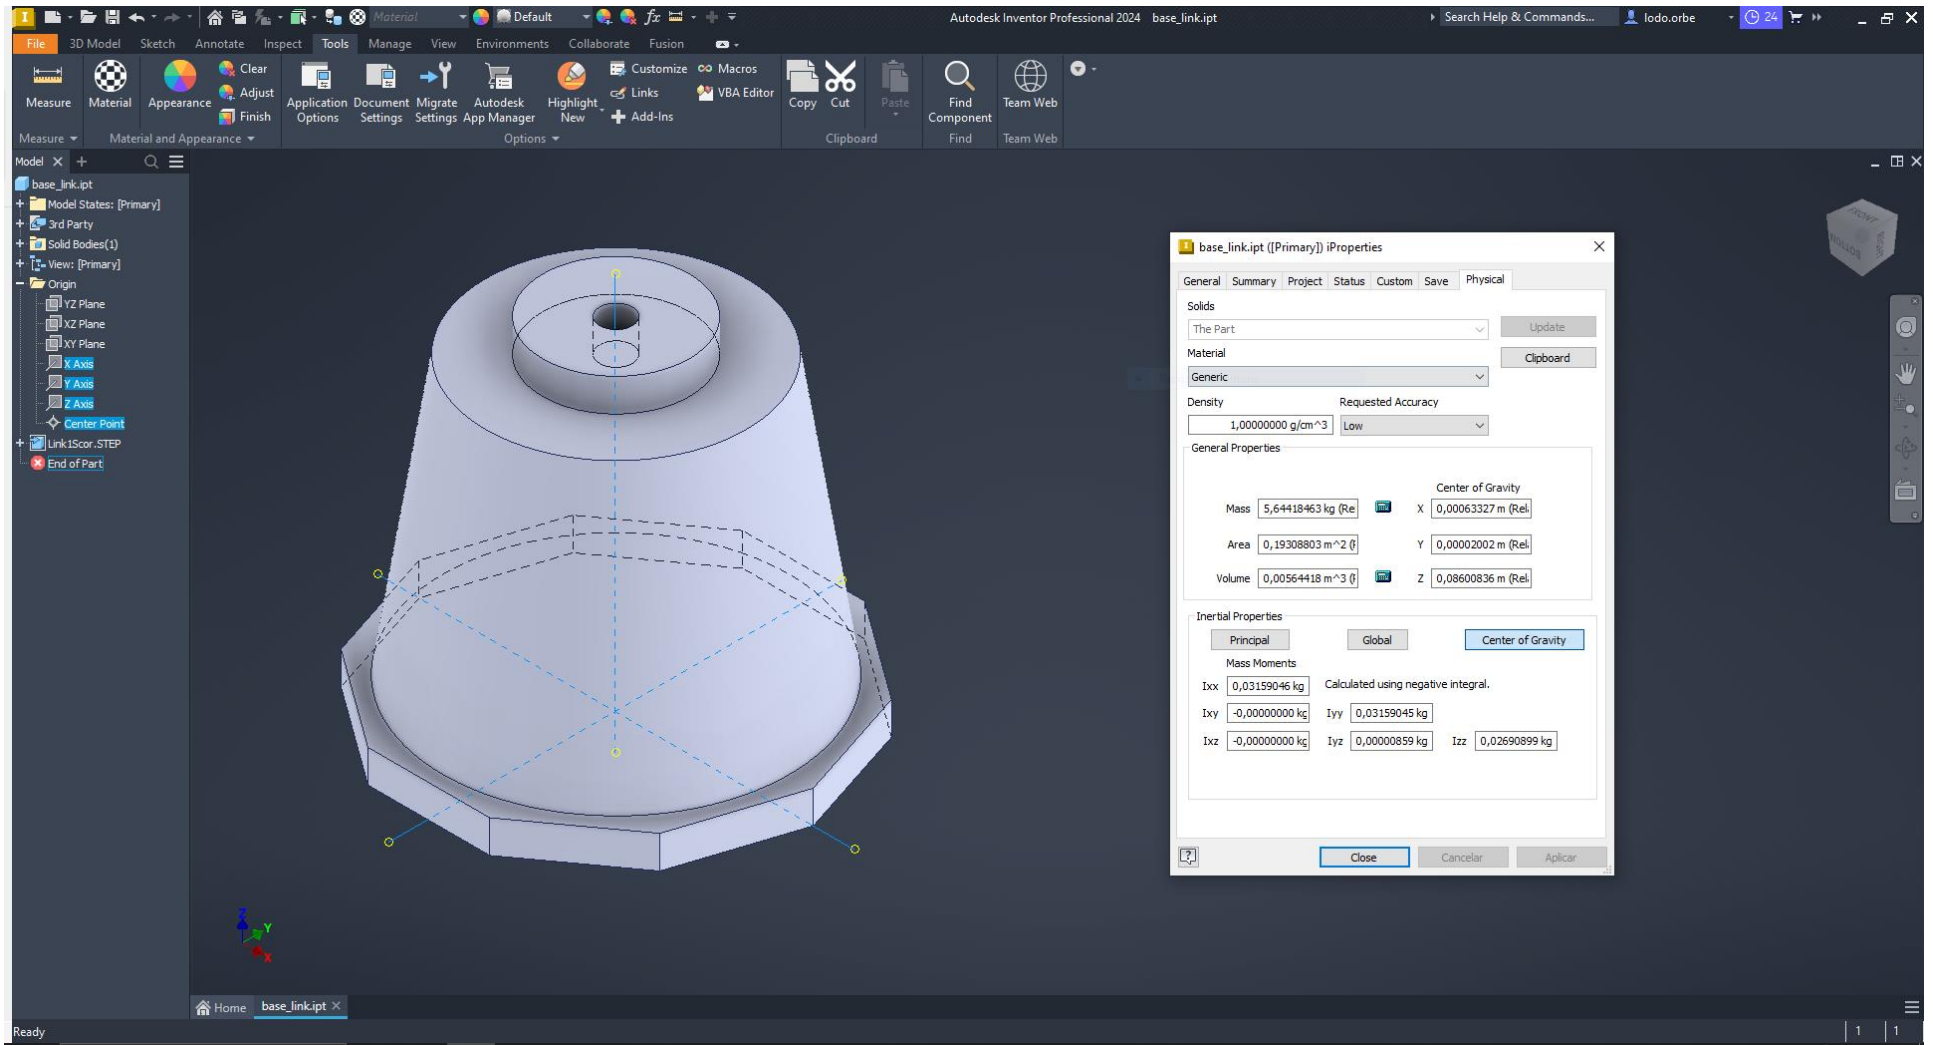 Material
Default
fx
Autodesk Inventor Professional 2024 base_link.ipt
Search Help & Commands...
lodo.orbe
24
File 3D Model Sketch Annotate Inspect Tools Manage View Environments Collaborate Fusion
Measure
Material
Appearance
Clear
Adjust
Finish
Application Options
Document Settings
Migrate Settings
Autodesk App Manager
Highlight New
Customize
Links
Add-Ins
Macros
VBA Editor
Copy
Cut
Paste
Find Component
Team Web
Measure
Material and Appearance
Options
Clipboard
Find
Team Web
Model
base_link.ipt
Model States: [Primary]
3rd Party
Solid Bodies(1)
View: [Primary]
Origin
YZ Plane
XZ Plane
XY Plane
X Axis
Y Axis
Z Axis
Center Point
Link1Scor.STEP
End of Part
FRONT
BOTTOM
base_link.ipt ([Primary]) iProperties
General Summary Project Status Custom Save Physical
Solids
The Part
Update
Material
Clipboard
Generic
Density
Requested Accuracy
1,00000000 g/cm^3
Low
General Properties
Center of Gravity
Mass 5,64418463 kg (Re
X 0,00063327 m (Rel
Area 0,19308803 m^2 (
Y 0,00002002 m (Rel
Volume 0,00564418 m^3 (
Z 0,08600836 m (Rel
Inertial Properties
Principal
Global
Center of Gravity
Mass Moments
Ixx 0,03159046 kg
Calculated using negative integral.
Ixy -0,00000000 kg
Iyy 0,03159045 kg
Ixz -0,00000000 kg
Iyz 0,00000859 kg
Izz 0,02690899 kg
?
Close
Cancelar
Aplicar
Z
Y
X
Home
base_link.ipt
Ready
1
1